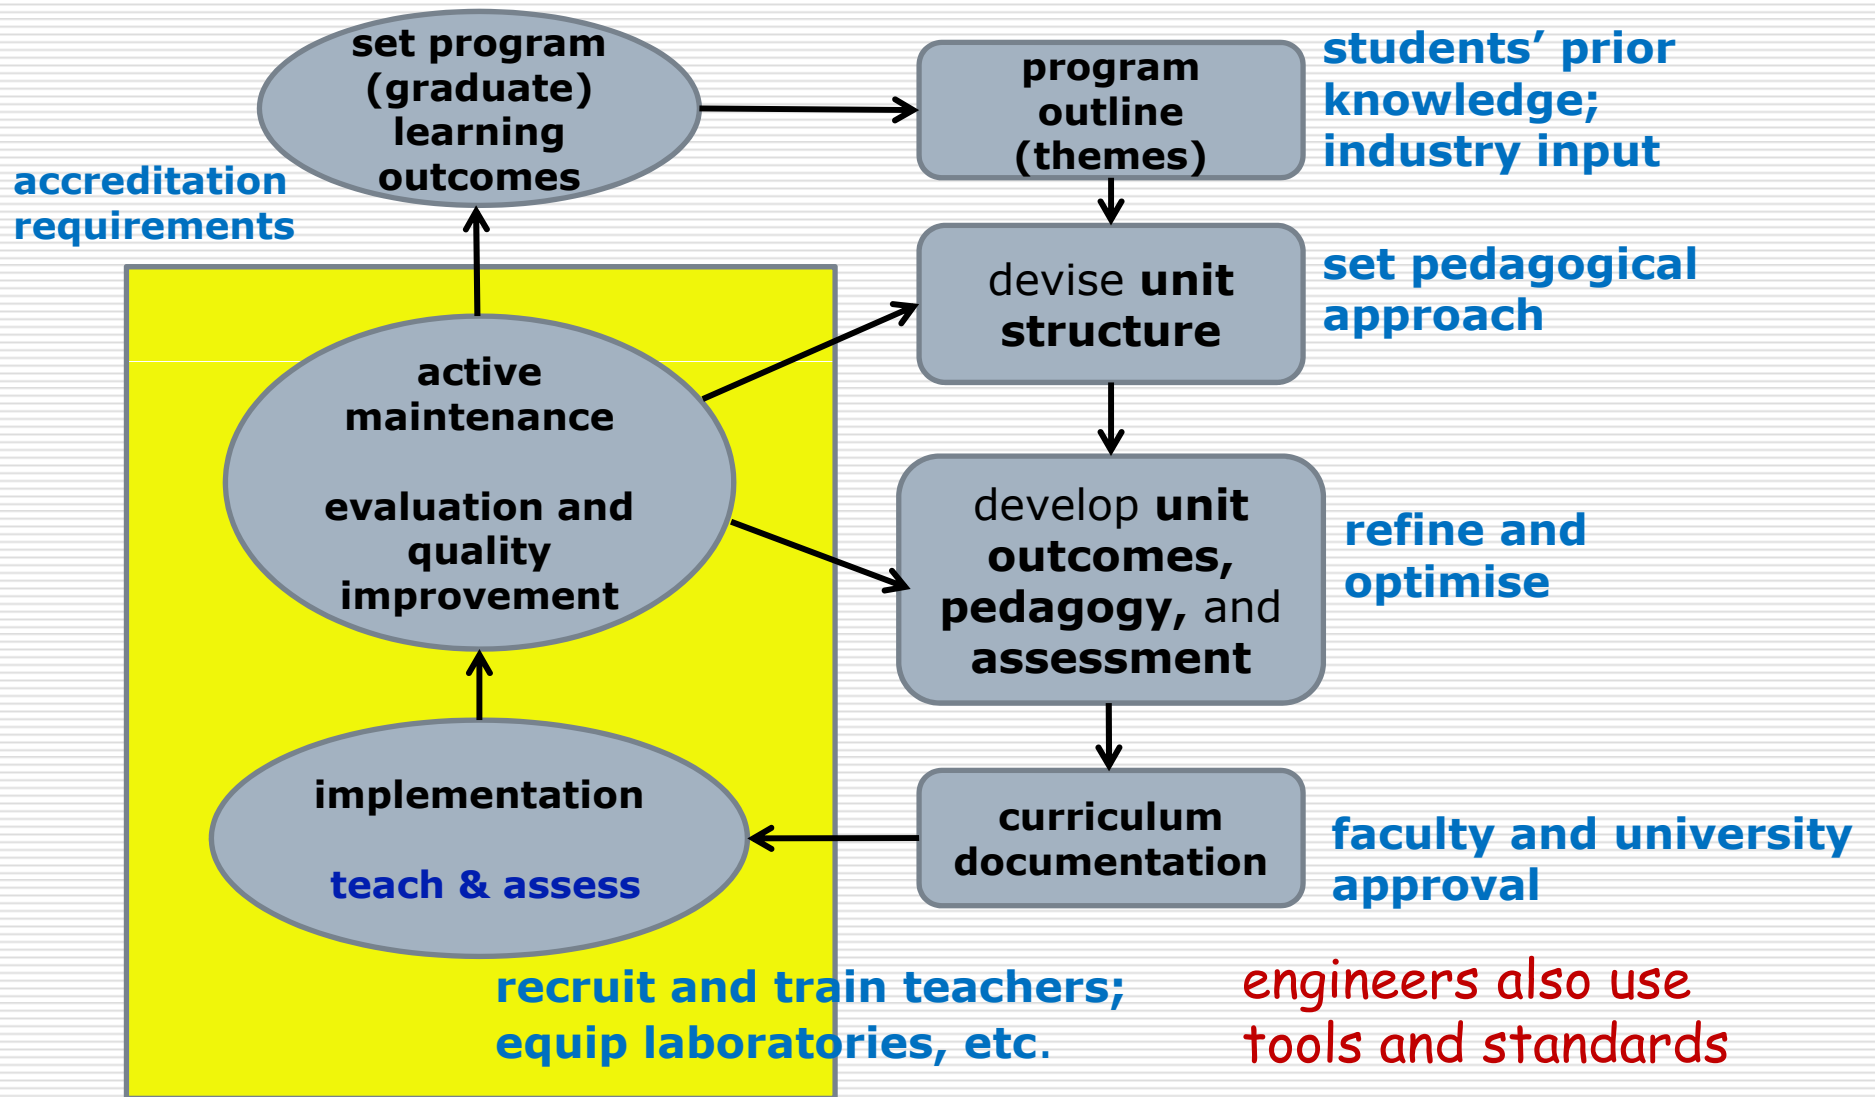 set program
(graduate)
learning
outcomes
program
outline
(themes)
students’ prior
knowledge;
industry input
accreditation
requirements
devise unit
structure
set pedagogical
approach
active
maintenance
evaluation and
quality
improvement
develop unit
outcomes,
pedagogy, and
assessment
refine and
optimise
implementation
teach & assess
curriculum
documentation
faculty and university
approval
recruit and train teachers;
equip laboratories, etc.
engineers also use
tools and standards